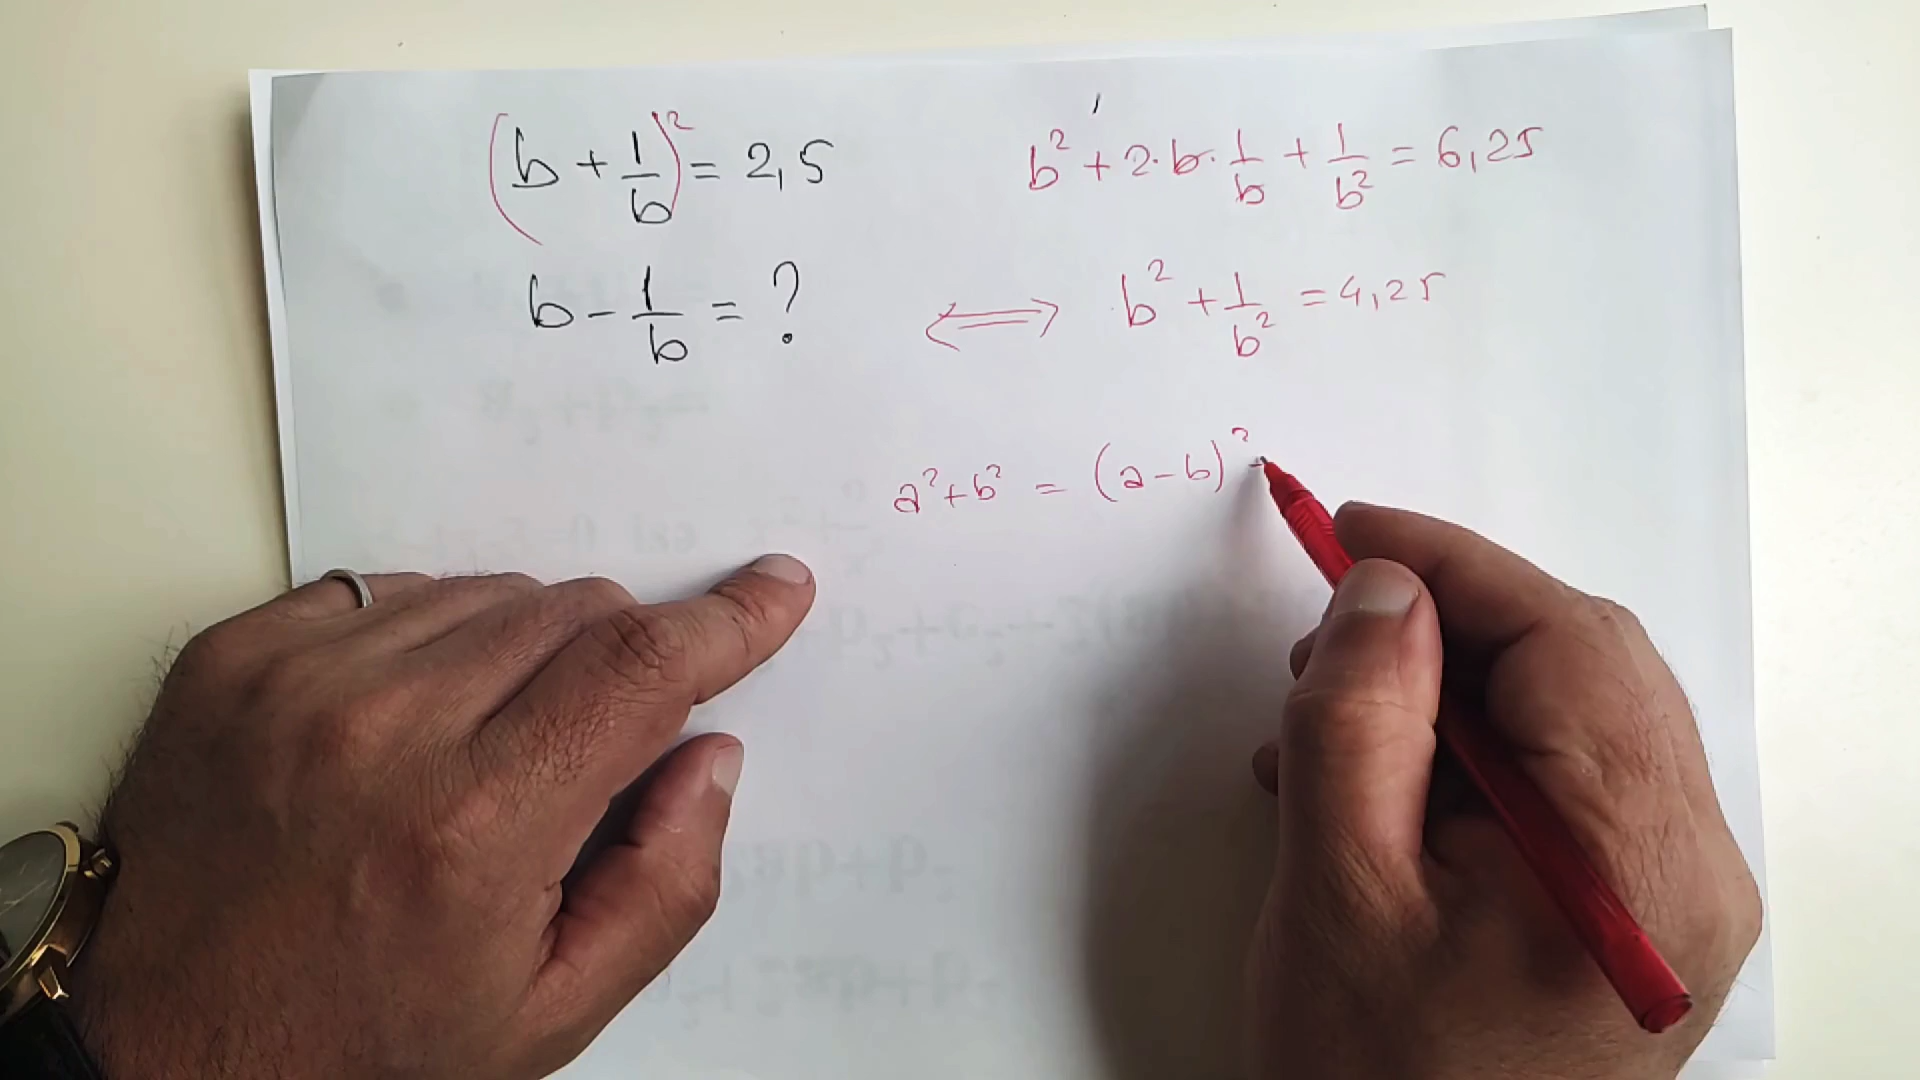 (b + 1/b)² = 2,5
b - 1/b = ?
b² + 2·b·1/b + 1/b² = 6,25
⟺ b² + 1/b² = 4,25
a² + b² = (a - b)²